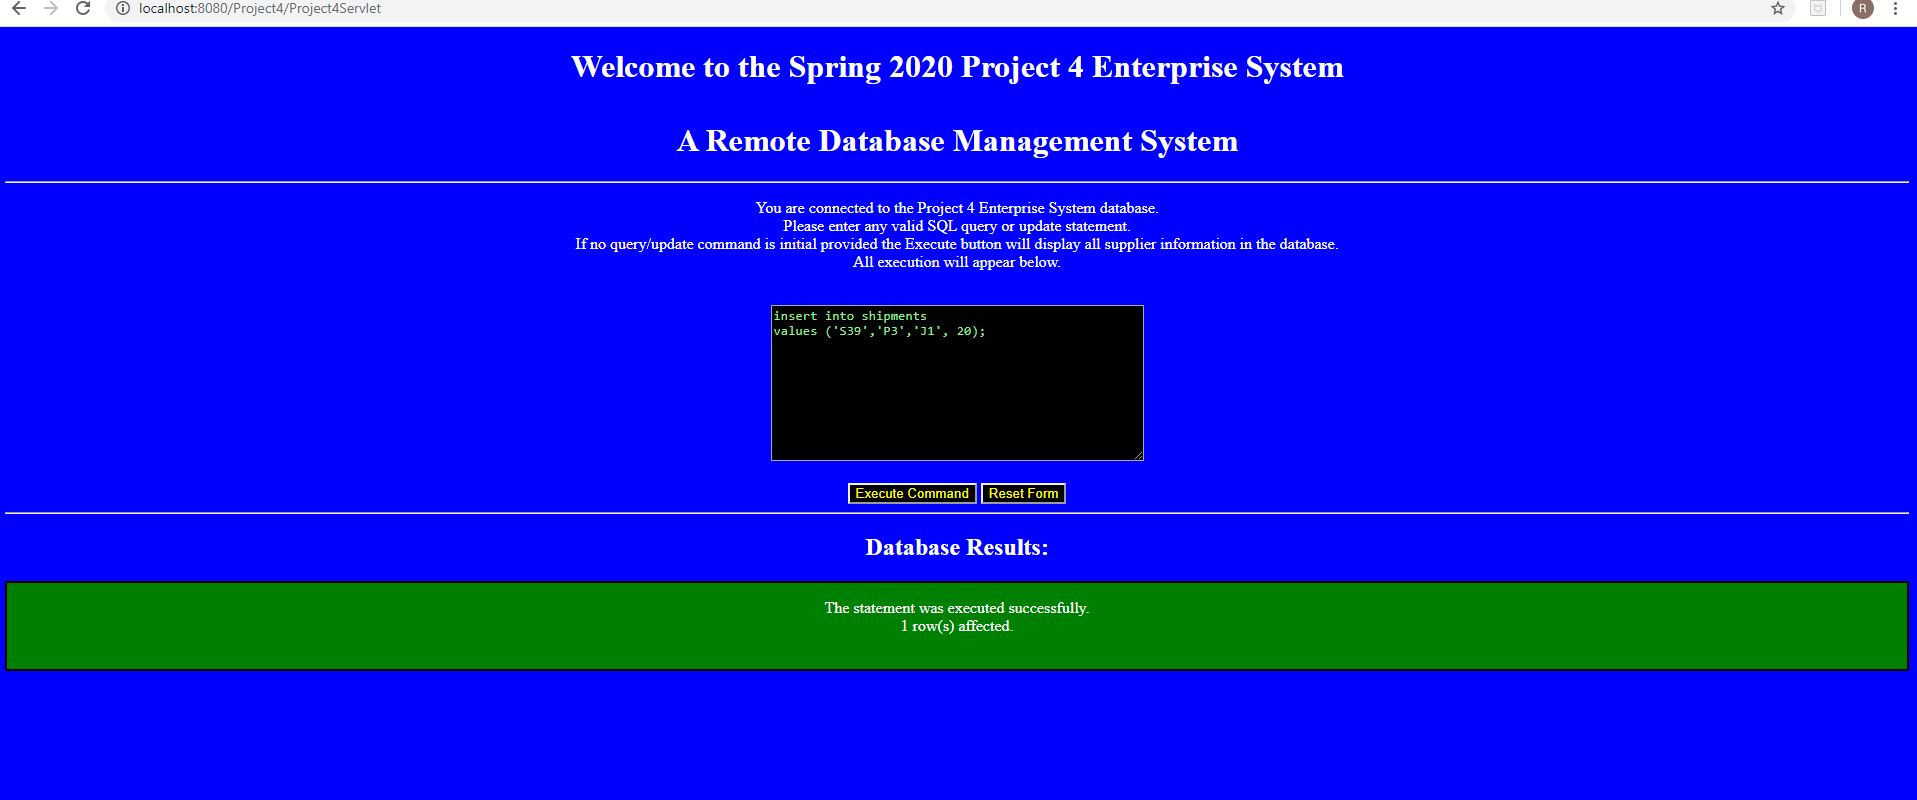 localhost:8080/Project4/Project4Servlet
R
Welcome to the Spring 2020 Project 4 Enterprise System
A Remote Database Management System
You are connected to the Project 4 Enterprise System database.
Please enter any valid SQL query or update statement.
If no query/update command is initial provided the Execute button will display all supplier information in the database.
All execution will appear below.
insert into shipments
values ('S39','P3','J1', 20);
Execute Command Reset Form
Database Results:
The statement was executed successfully.
1 row(s) affected.